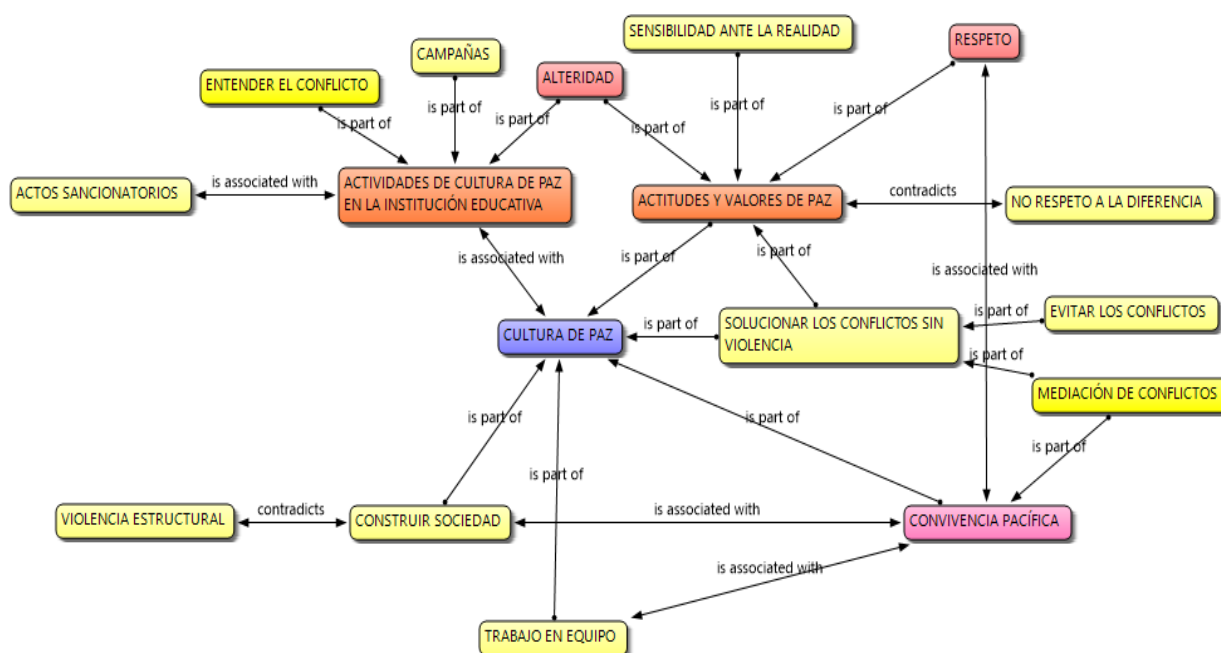 SENSIBILIDAD ANTE LA REALIDAD
RESPETO
CAMPAÑAS
ALTERIDAD
ENTENDER EL CONFLICTO
is part of
is part of
is part of
is part of
is part of
is part of
ACTOS SANCIONATORIOS
is associated with
ACTIVIDADES DE CULTURA DE PAZ
EN LA INSTITUCIÓN EDUCATIVA
ACTITUDES Y VALORES DE PAZ
contradicts
NO RESPETO A LA DIFERENCIA
is associated with
is part of
is part of
is associated with
CULTURA DE PAZ
is part of
SOLUCIONAR LOS CONFLICTOS SIN
VIOLENCIA
is part of
EVITAR LOS CONFLICTOS
is part of
MEDIACIÓN DE CONFLICTOS
is part of
is part of
is part of
is part of
VIOLENCIA ESTRUCTURAL
contradicts
CONSTRUIR SOCIEDAD
is associated with
CONVIVENCIA PACÍFICA
is associated with
TRABAJO EN EQUIPO